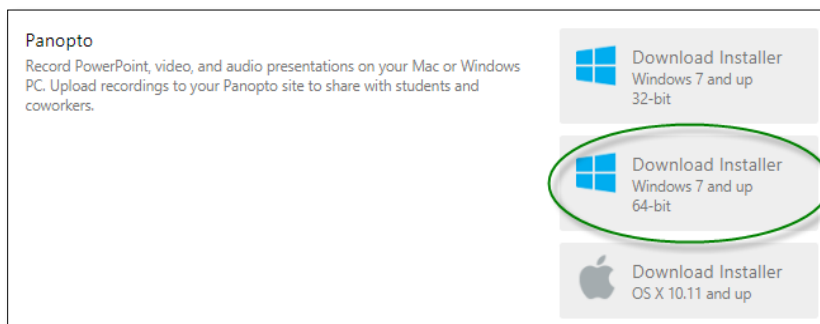 Panopto
Record PowerPoint, video, and audio presentations on your Mac or Windows
PC. Upload recordings to your Panopto site to share with students and
coworkers.
Download Installer
Windows 7 and up
32-bit
Download Installer
Windows 7 and up
64-bit
Download Installer
OS X 10.11 and up